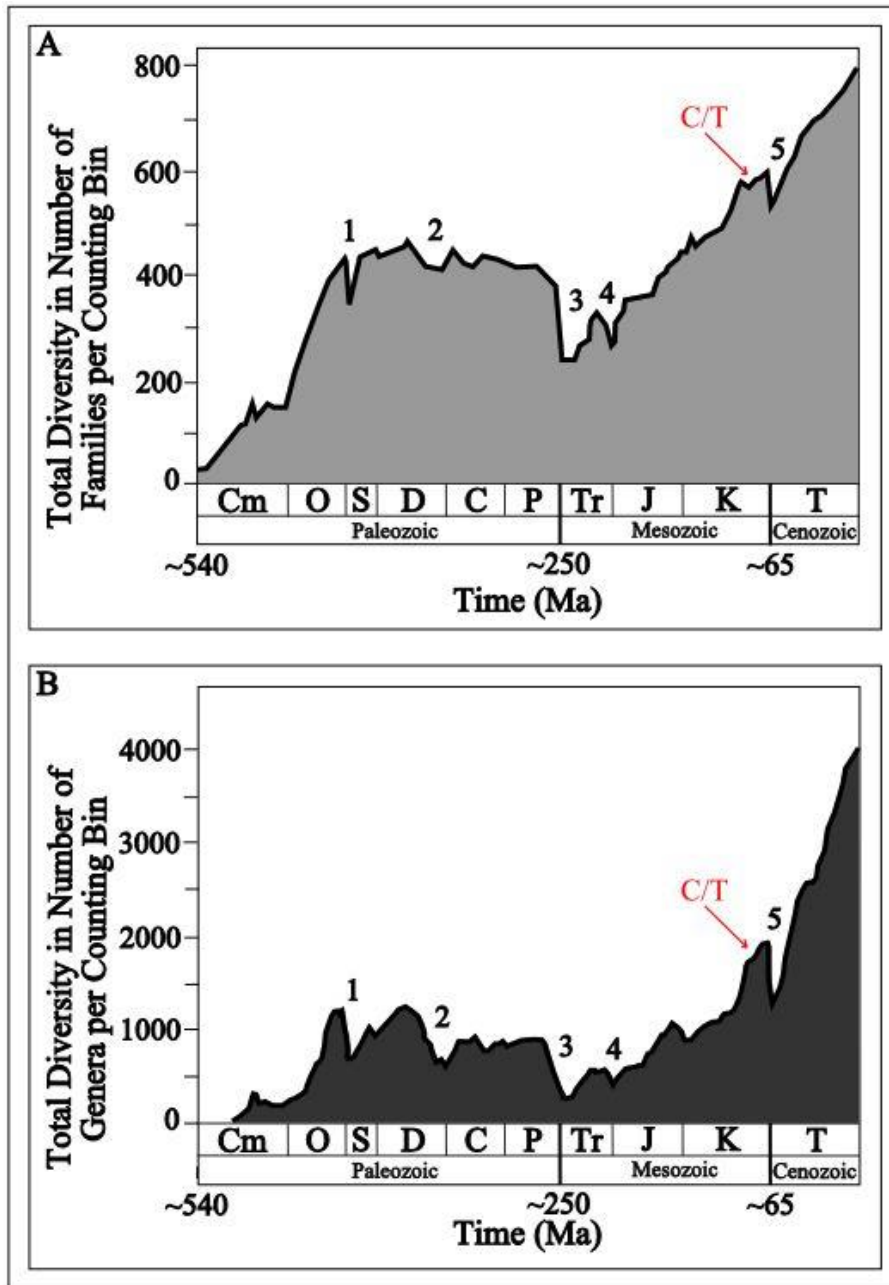 A
Total Diversity in Number of
Families per Counting Bin
800
600
400
200
0
1
2
3
4
C/T
5
Cm O S D C P Tr J K T
Paleozoic Mesozoic Cenozoic
~540 ~250 ~65
Time (Ma)
B
Total Diversity in Number of
Genera per Counting Bin
4000
3000
2000
1000
0
1
2
3
4
C/T
5
Cm O S D C P Tr J K T
Paleozoic Mesozoic Cenozoic
~540 ~250 ~65
Time (Ma)